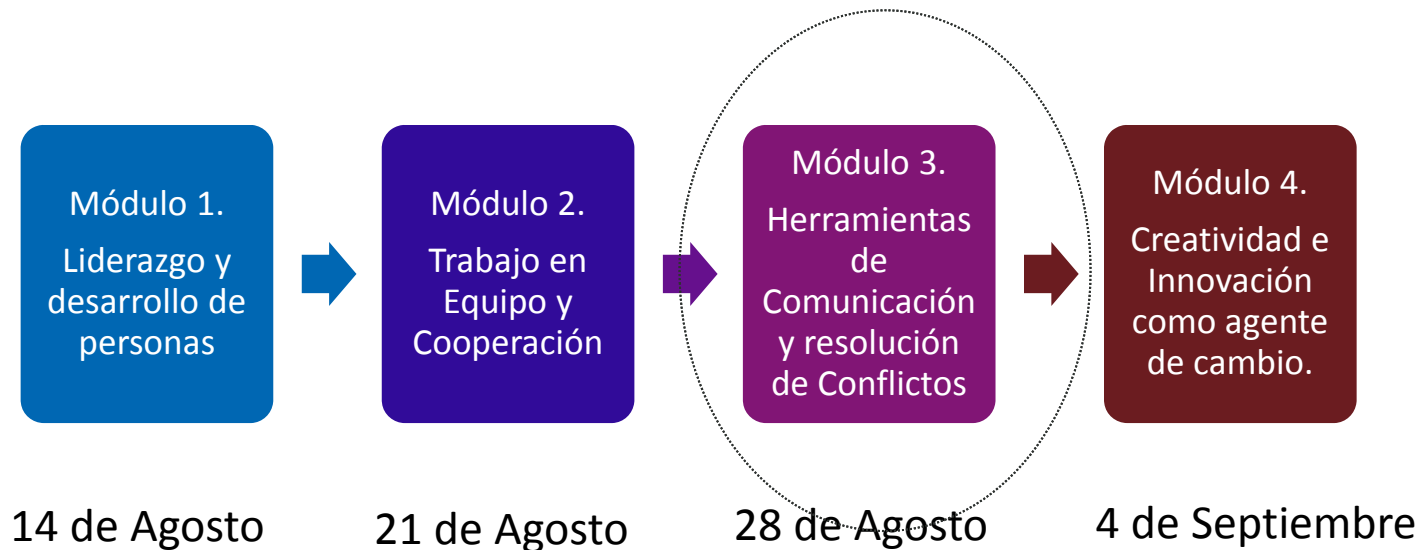 Módulo 1.
Liderazgo y
desarrollo de
personas
Módulo 2.
Trabajo en
Equipo y
Cooperación
Módulo 3.
Herramientas
de
Comunicación
y resolución
de Conflictos
Módulo 4.
Creatividad e
Innovación
como agente
de cambio.
14 de Agosto
21 de Agosto
28 de Agosto
4 de Septiembre